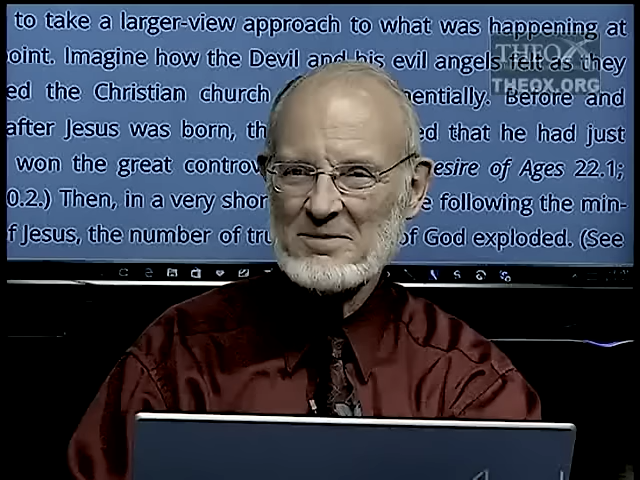 to take a larger-view approach to what was happening at
oint. Imagine how the Devil and his evil angels felt as they
ed the Christian church entially. Before and
after Jesus was born, th ed that he had just
won the great controv esire of Ages 22.1;
0.2.) Then, in a very shor e following the min-
f Jesus, the number of tru of God exploded. (See
THEOX
THEOX.ORG